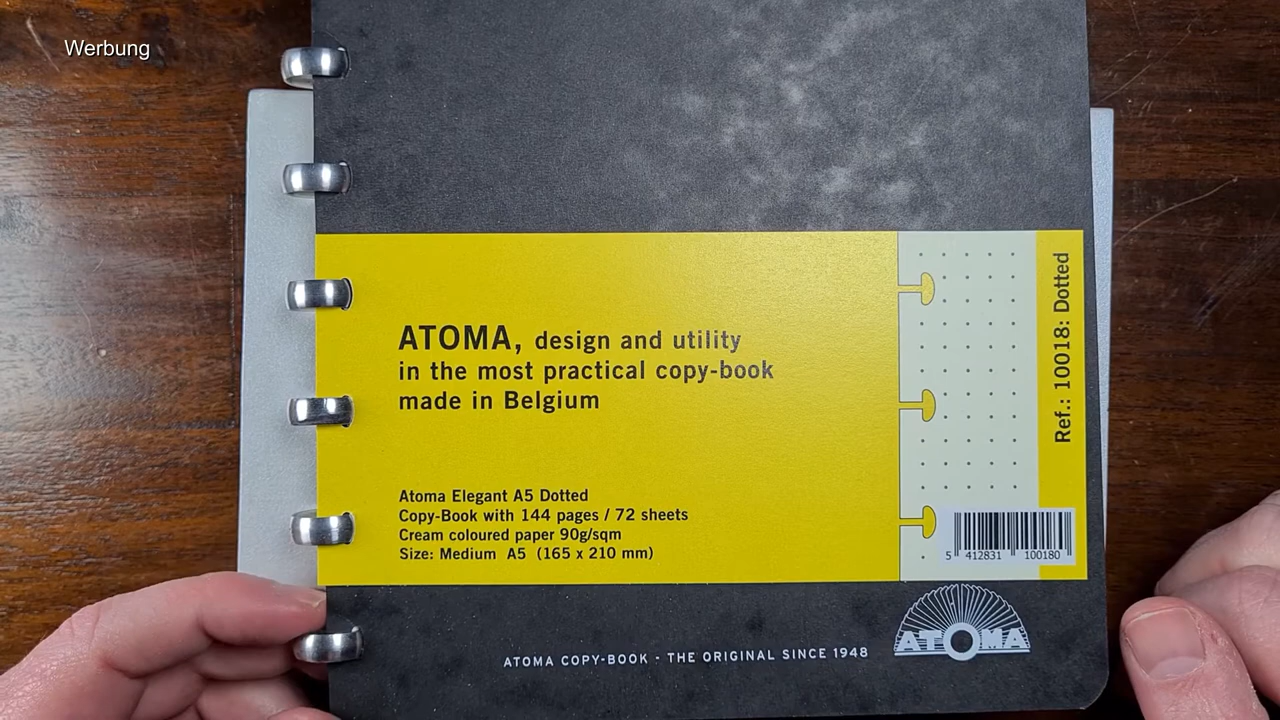 Werbung
ATOMA, design and utility
in the most practical copy-book
made in Belgium
Atoma Elegant A5 Dotted
Copy-Book with 144 pages / 72 sheets
Cream coloured paper 90g/sqm
Size: Medium A5 (165 x 210 mm)
Ref.: 10018: Dotted
5 412831 100180
ATOMA COPY-BOOK - THE ORIGINAL SINCE 1948
ATOMA